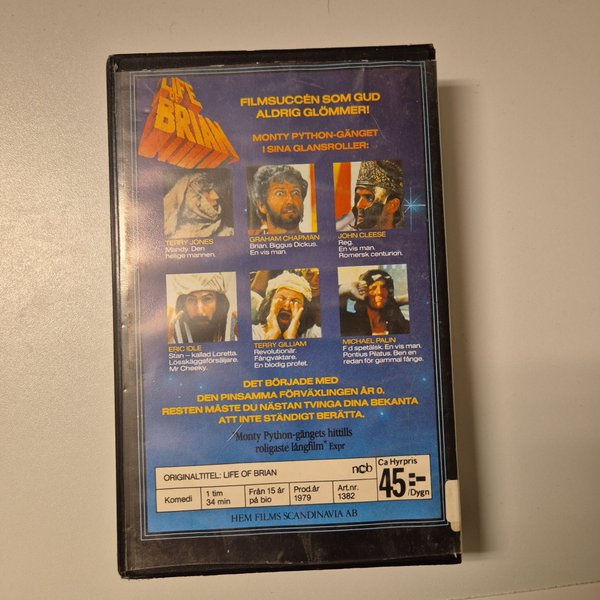 LIFE
OF
BRIAN
FILMSUCCÉN SOM GUD
ALDRIG GLÖMMER!
MONTY PYTHON-GÄNGET
I SINA GLANSROLLER:
TERRY JONES
Mandy. Den
helige mannen.
GRAHAM CHAPMAN
Brian. Biggus Dickus.
En vis man.
JOHN CLEESE
Reg.
En vis man.
Romersk centurion.
ERIC IDLE
Stan – kallad Loretta.
Lösskäggsförsäljare.
Mr Cheeky.
TERRY GILLIAM
Revolutionär.
Fångvaktare.
En blodig profet.
MICHAEL PALIN
F d spetälsk. En vis man.
Pontius Pilatus. Ben en
redan för gammal fånge.
DET BÖRJADE MED
DEN PINSAMMA FÖRVÄXLINGEN ÅR 0.
RESTEN MÅSTE DU NÄSTAN TVINGA DINA BEKANTA
ATT INTE STÄNDIGT BERÄTTA.
"Monty Python-gängets hittills
roligaste långfilm" Expr
ORIGINALTITEL: LIFE OF BRIAN
ncb
Ca Hyrpris
45:-
/Dygn
Komedi
1 tim
34 min
Från 15 år
på bio
Prod.år
1979
Art.nr.
1382
HEM FILMS SCANDINAVIA AB